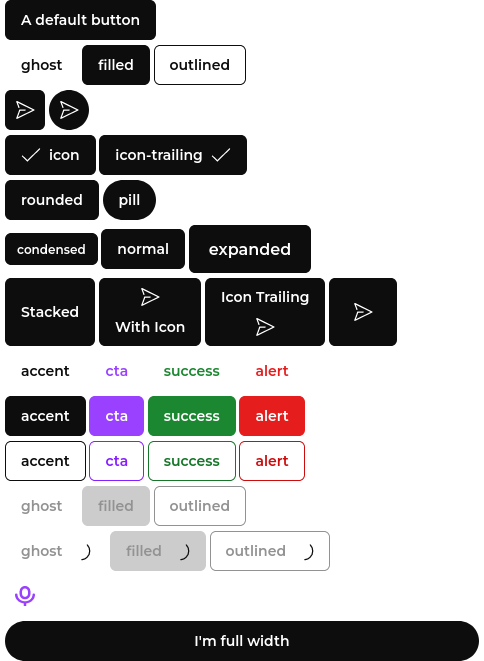 A default button
ghost filled outlined
icon icon-trailing
rounded pill
condensed normal expanded
Stacked With Icon Icon Trailing
accent cta success alert
accent cta success alert
accent cta success alert
ghost filled outlined
ghost filled outlined
I'm full width